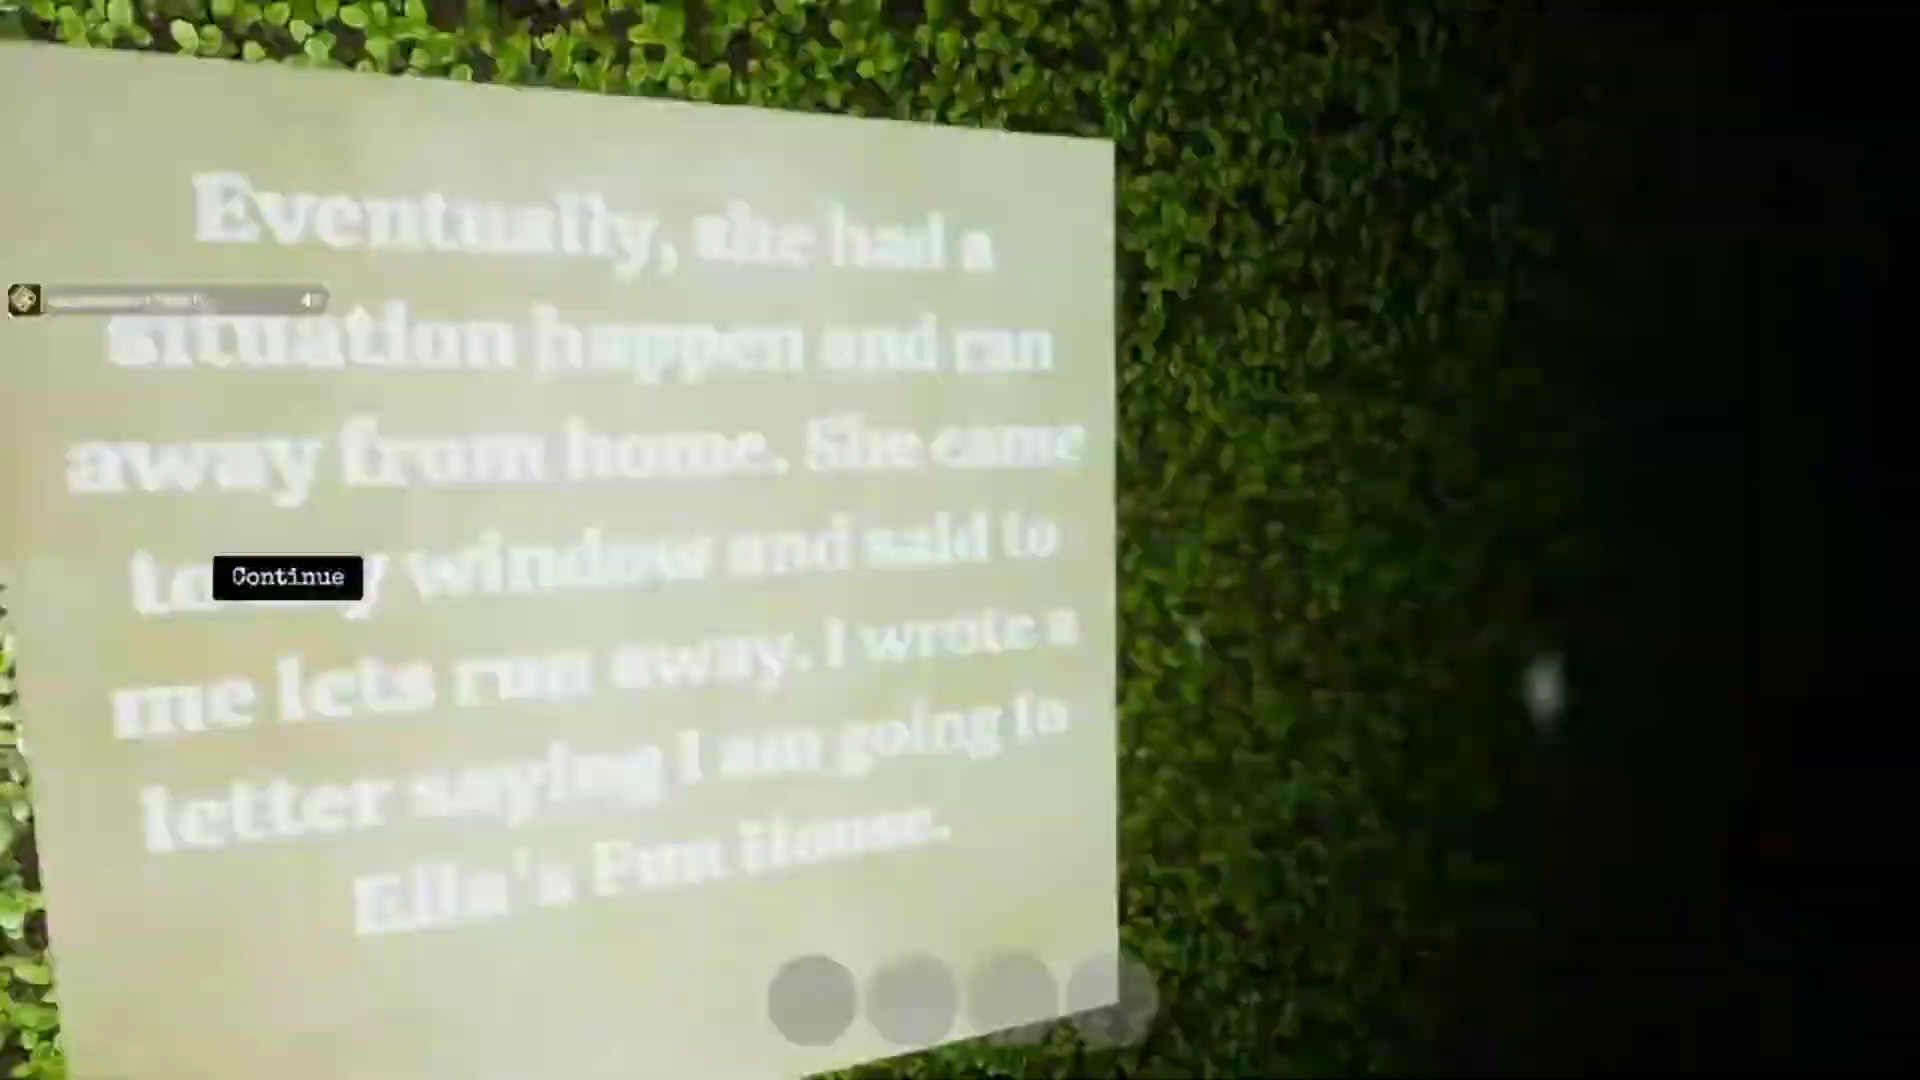 Eventually, she had a
situation happen and ran
away from home. She came
to window and said to
Continue
me lets run away. I wrote a
letter saying I am going to
Ella's Fun House.